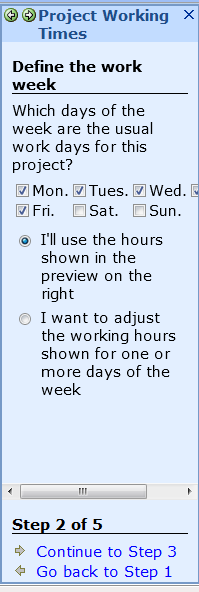 Project Working
Times
Define the work
week
Which days of the
week are the usual
work days for this
project?
Mon. Tues. Wed.
Fri. Sat. Sun.
I'll use the hours
shown in the
preview on the
right
I want to adjust
the working hours
shown for one or
more days of the
week
Step 2 of 5
Continue to Step 3
Go back to Step 1